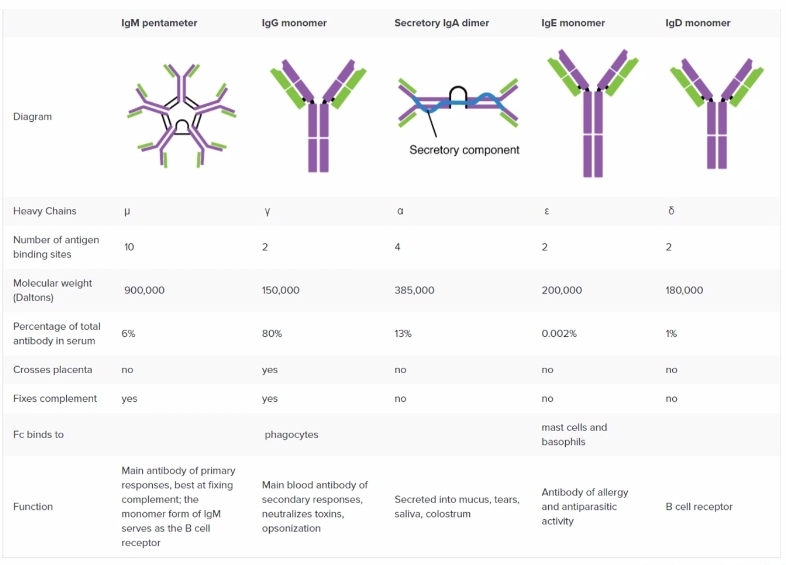 IgM pentameter IgG monomer Secretory IgA dimer IgE monomer IgD monomer
Diagram
Secretory component
Heavy Chains μ γ α ε δ
Number of antigen
binding sites
10 2 4 2 2
Molecular weight
(Daltons)
900,000 150,000 385,000 200,000 180,000
Percentage of total
antibody in serum
6% 80% 13% 0.002% 1%
Crosses placenta no yes no no no
Fixes complement yes yes no no no
Fc binds to
phagocytes
mast cells and
basophils
Function
Main antibody of primary
responses, best at fixing
complement; the
monomer form of IgM
serves as the B cell
receptor
Main blood antibody of
secondary responses,
neutralizes toxins,
opsonization
Secreted into mucus, tears,
saliva, colostrum
Antibody of allergy
and antiparasitic
activity
B cell receptor